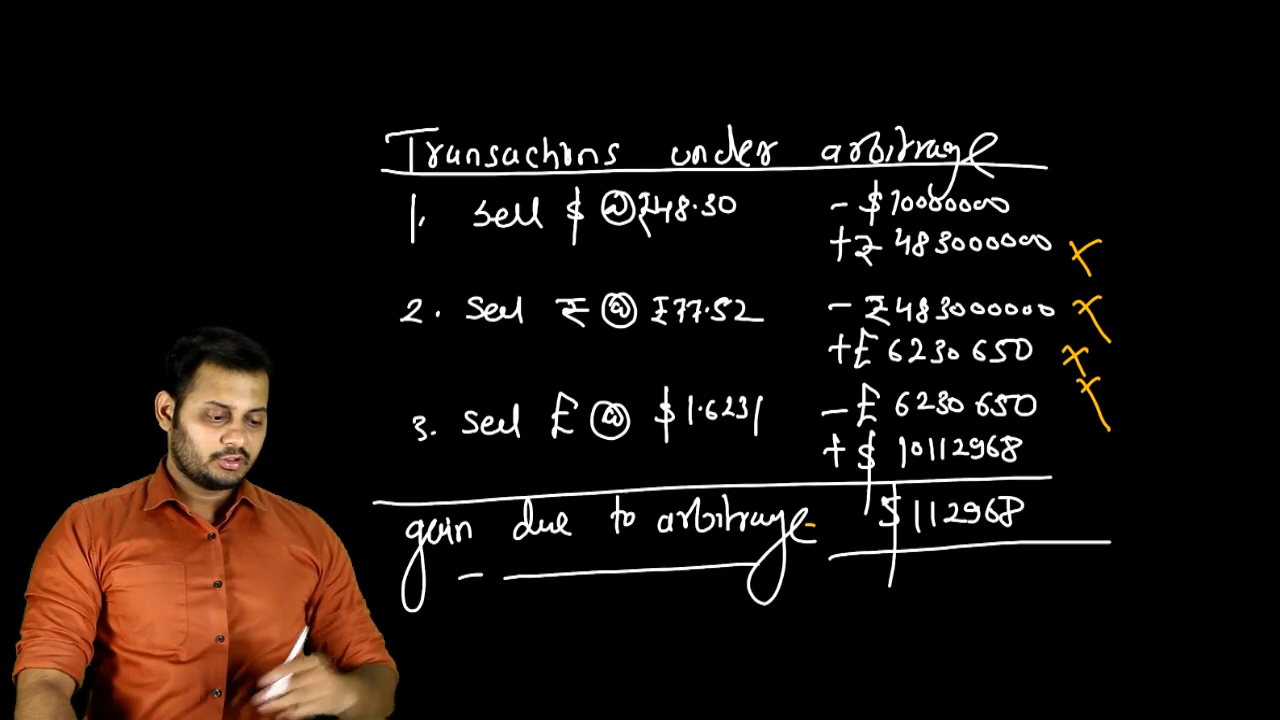 Transactions under arbitrage
1. Sell $ @ ₹48.30 - $ 10000000
+ ₹ 483000000 x
2. Sell ₹ @ ₹77.52 - ₹ 483000000 x
+ £ 6230650 x
3. Sell £ @ $1.6231 - £ 6230650 x
+ $ 10112968
gain due to arbitrage - $ 112968